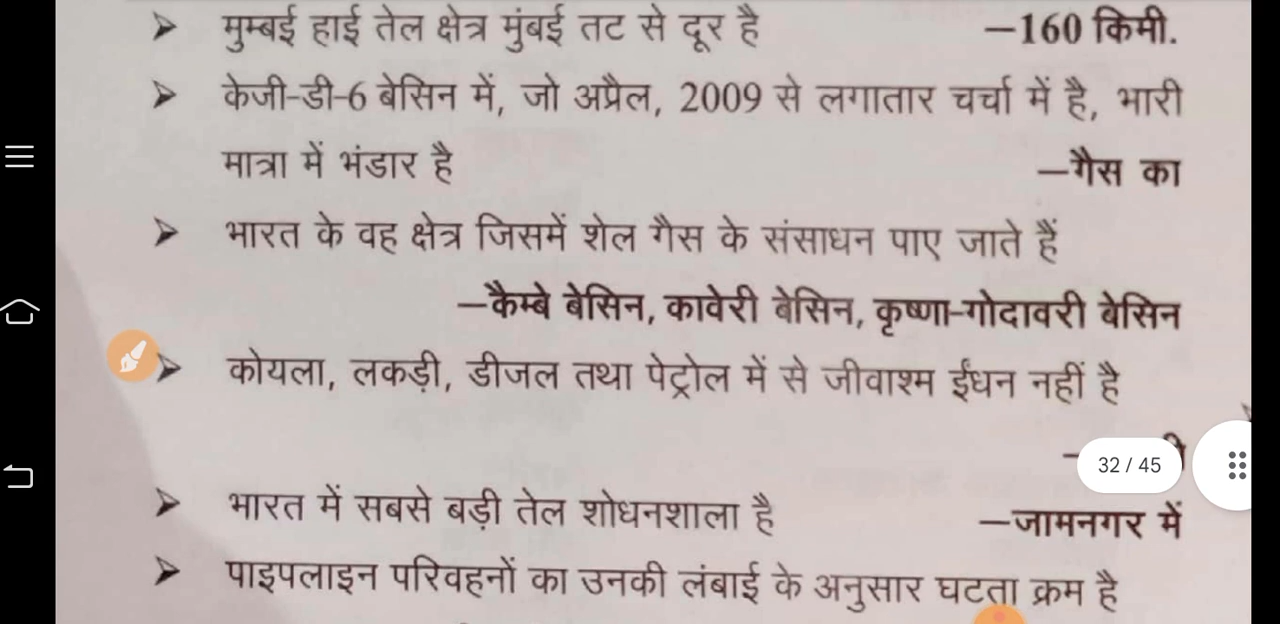 मुम्बई हाई तेल क्षेत्र मुंबई तट से दूर है –160 किमी.
केजी-डी-6 बेसिन में, जो अप्रैल, 2009 से लगातार चर्चा में है, भारी
मात्रा में भंडार है –गैस का
भारत के वह क्षेत्र जिसमें शेल गैस के संसाधन पाए जाते हैं
–कैम्बे बेसिन, कावेरी बेसिन, कृष्णा-गोदावरी बेसिन
कोयला, लकड़ी, डीजल तथा पेट्रोल में से जीवाश्म ईंधन नहीं है
32 / 45
भारत में सबसे बड़ी तेल शोधनशाला है –जामनगर में
पाइपलाइन परिवहनों का उनकी लंबाई के अनुसार घटता क्रम है